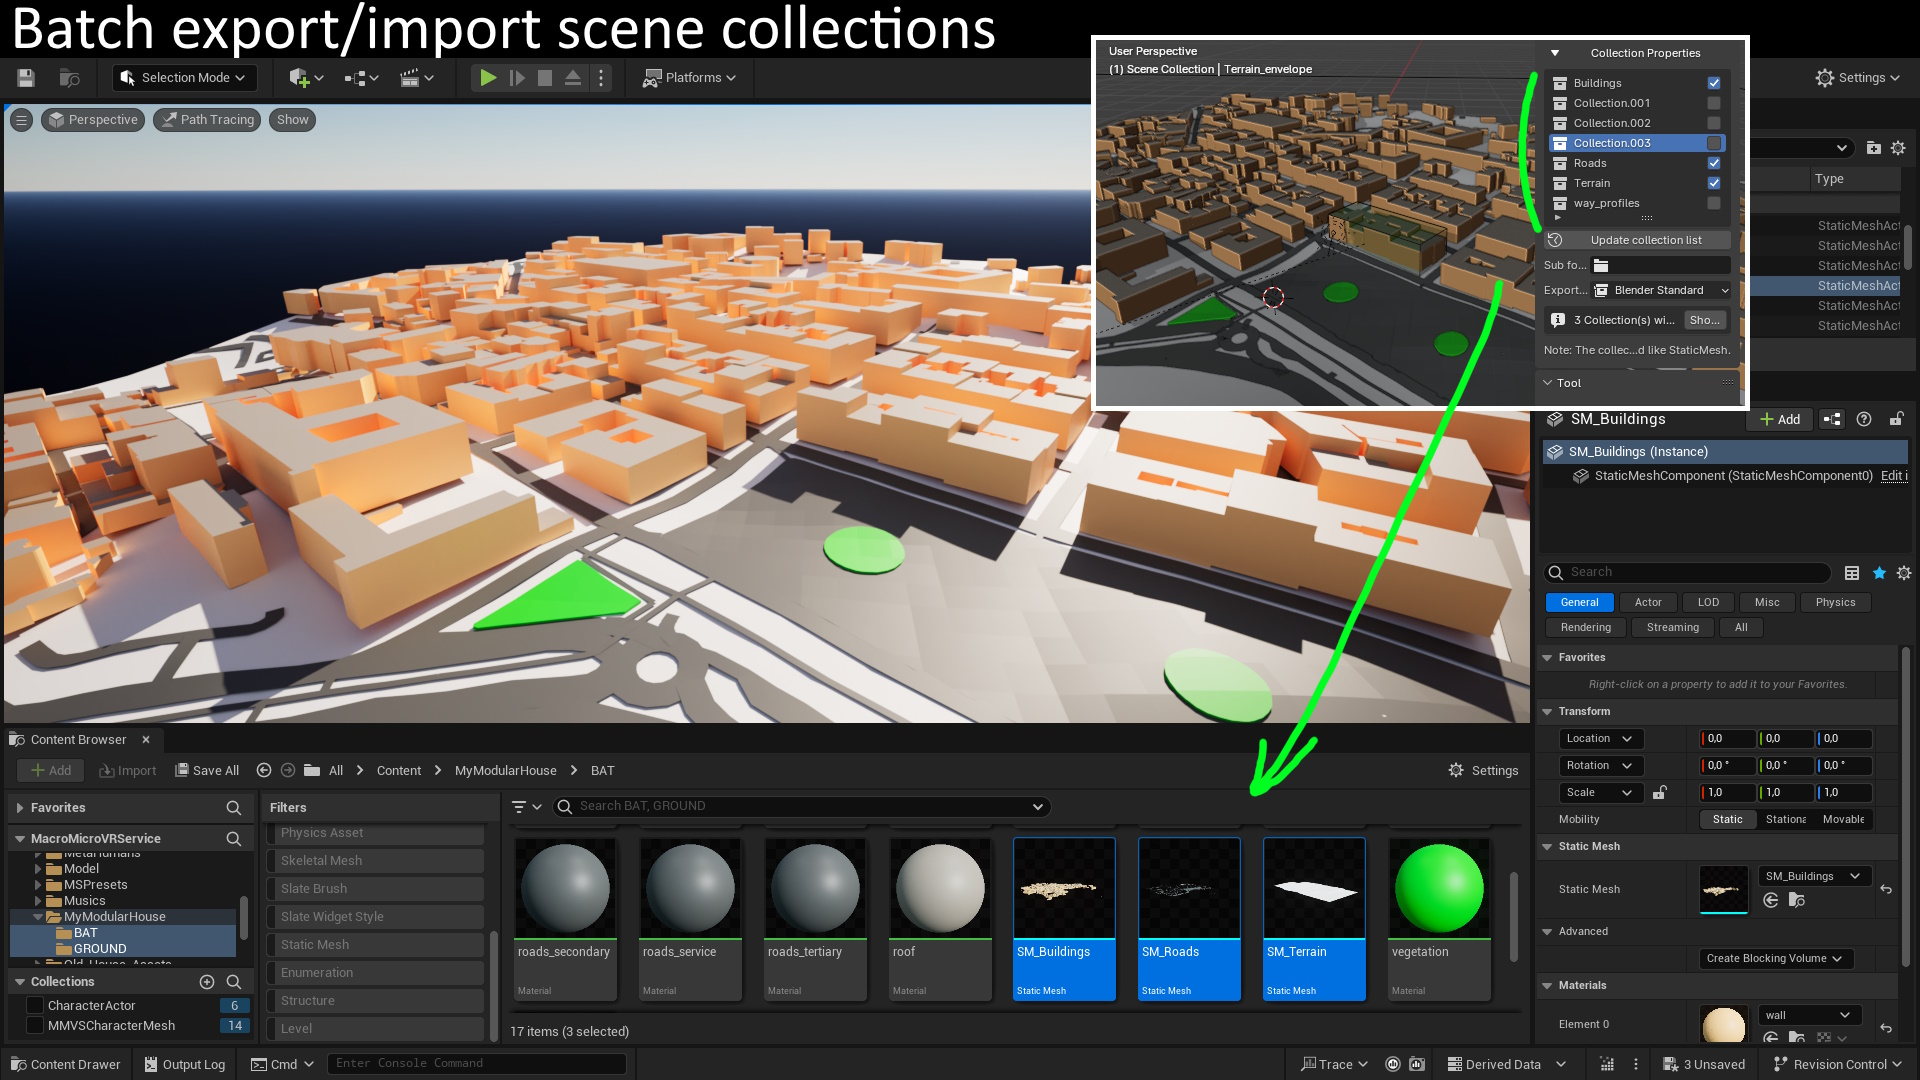 Batch export/import scene collections
Selection Mode
Platforms
Settings
Perspective
Path Tracing
Show
User Perspective
(1) Scene Collection | Terrain_envelope
Collection Properties
Buildings
Collection.001
Collection.002
Collection.003
Roads
Terrain
way_profiles
Update collection list
Sub fo...
Export...
Blender Standard
3 Collection(s) wi...
Sho...
Note: The collec...d like StaticMesh.
Tool
Type
StaticMeshAct
StaticMeshAct
StaticMeshAct
StaticMeshAct
StaticMeshAct
StaticMeshAct
SM_Buildings
Add
SM_Buildings (Instance)
StaticMeshComponent (StaticMeshComponent0)
Edit i
Search
General
Actor
LOD
Misc
Physics
Rendering
Streaming
All
Favorites
Right-click on a property to add it to your Favorites.
Transform
Location
0,0
0,0
0,0
Rotation
0,0 °
0,0 °
0,0 °
Scale
1,0
1,0
1,0
Mobility
Static
Stationa
Movable
Static Mesh
Static Mesh
SM_Buildings
Advanced
Create Blocking Volume
Materials
Element 0
wall
Content Browser
Add
Import
Save All
All
Content
MyModularHouse
BAT
Settings
Favorites
MacroMicroVRService
MetaHumans
Model
MSPresets
Musics
MyModularHouse
BAT
GROUND
Old_House_Assets
Collections
CharacterActor
6
MMVSCharacterMesh
14
Filters
Physics Asset
Skeletal Mesh
Slate Brush
Slate Widget Style
Static Mesh
Enumeration
Structure
Level
Search BAT, GROUND
roads_secondary
Material
roads_service
Material
roads_tertiary
Material
roof
Material
SM_Buildings
Static Mesh
SM_Roads
Static Mesh
SM_Terrain
Static Mesh
vegetation
Material
17 items (3 selected)
Content Drawer
Output Log
Cmd
Enter Console Command
Trace
Derived Data
3 Unsaved
Revision Control